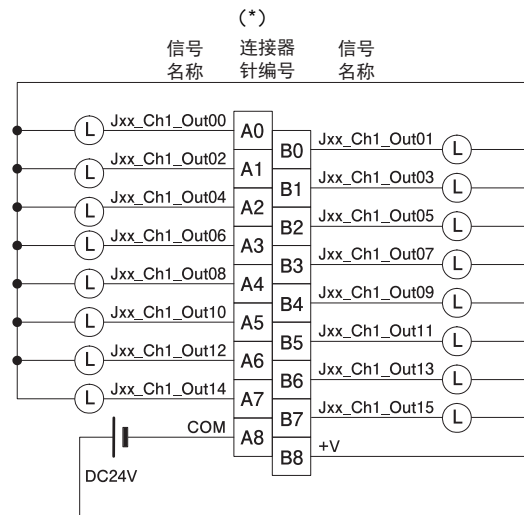 (*)
信号 连接器 信号
名称 针编号 名称
L Jxx_Ch1_Out00 A0
B0 Jxx_Ch1_Out01 L
L Jxx_Ch1_Out02 A1
B1 Jxx_Ch1_Out03 L
L Jxx_Ch1_Out04 A2
B2 Jxx_Ch1_Out05 L
L Jxx_Ch1_Out06 A3
B3 Jxx_Ch1_Out07 L
L Jxx_Ch1_Out08 A4
B4 Jxx_Ch1_Out09 L
L Jxx_Ch1_Out10 A5
B5 Jxx_Ch1_Out11 L
L Jxx_Ch1_Out12 A6
B6 Jxx_Ch1_Out13 L
L Jxx_Ch1_Out14 A7
B7 Jxx_Ch1_Out15 L
COM A8
B8 +V
DC24V